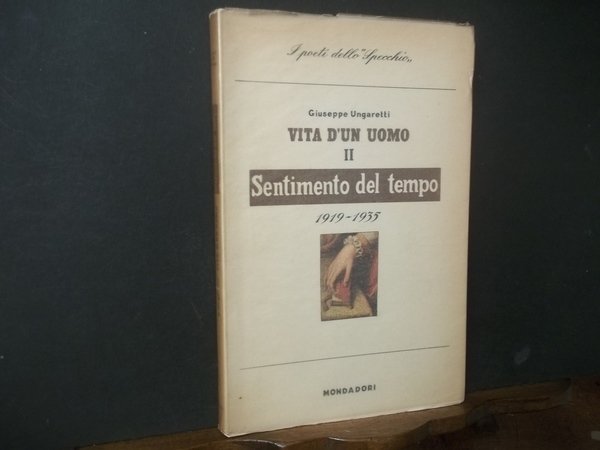 I poeti dello "Specchio„
Giuseppe Ungaretti
VITA D'UN UOMO
II
Sentimento del tempo
1919-1935
MONDADORI